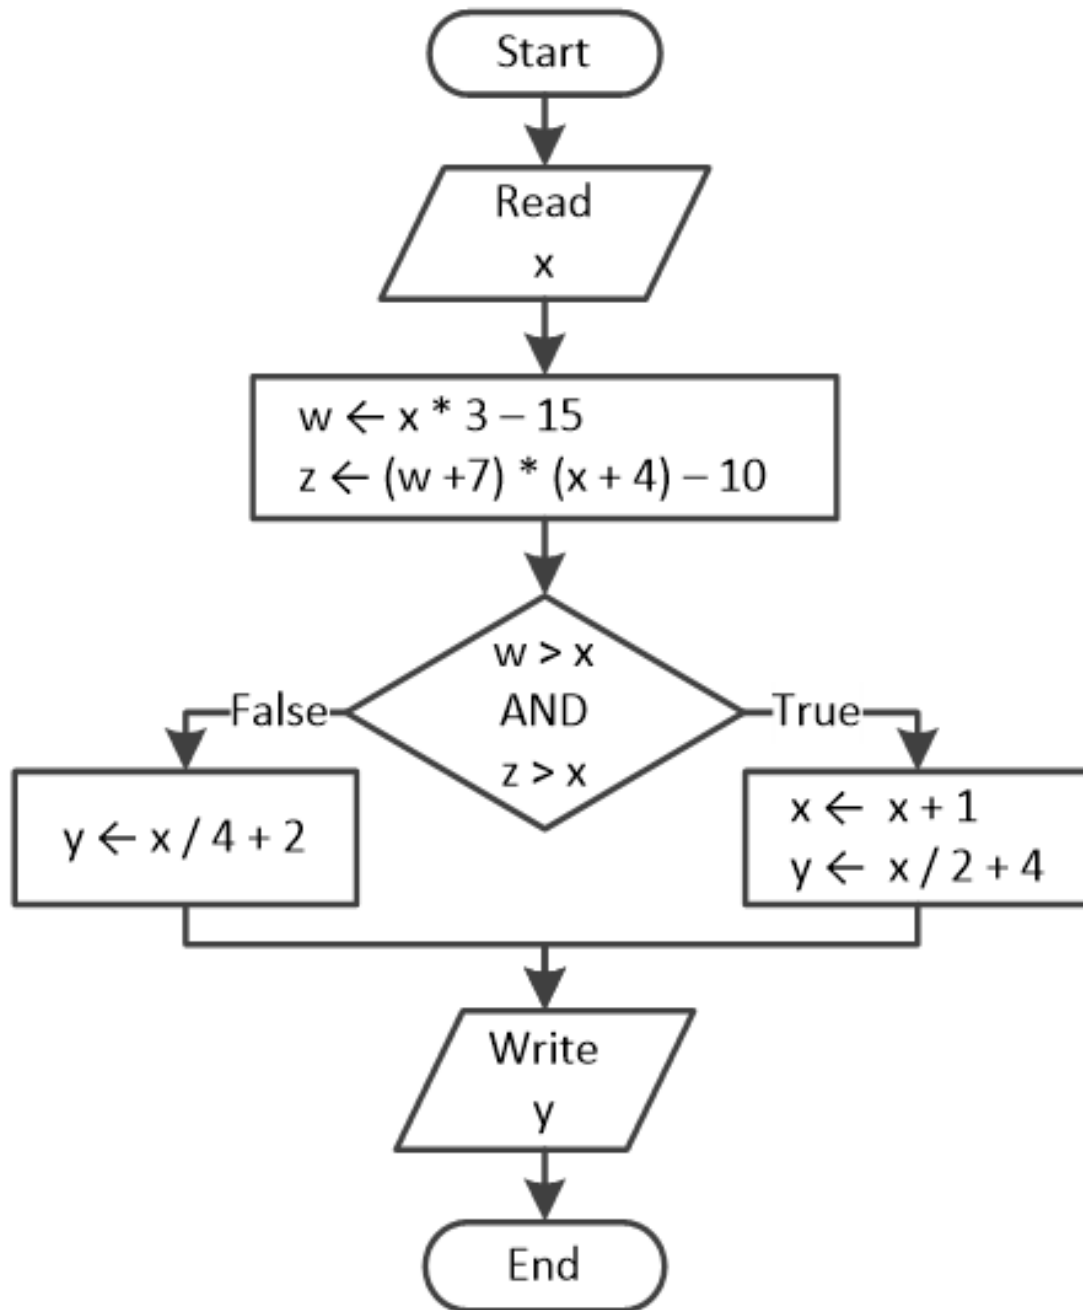 Start
Read
x
w ← x * 3 – 15
z ← (w +7) * (x + 4) – 10
w > x
AND
z > x
False
True
y ← x / 4 + 2
x ← x + 1
y ← x / 2 + 4
Write
y
End